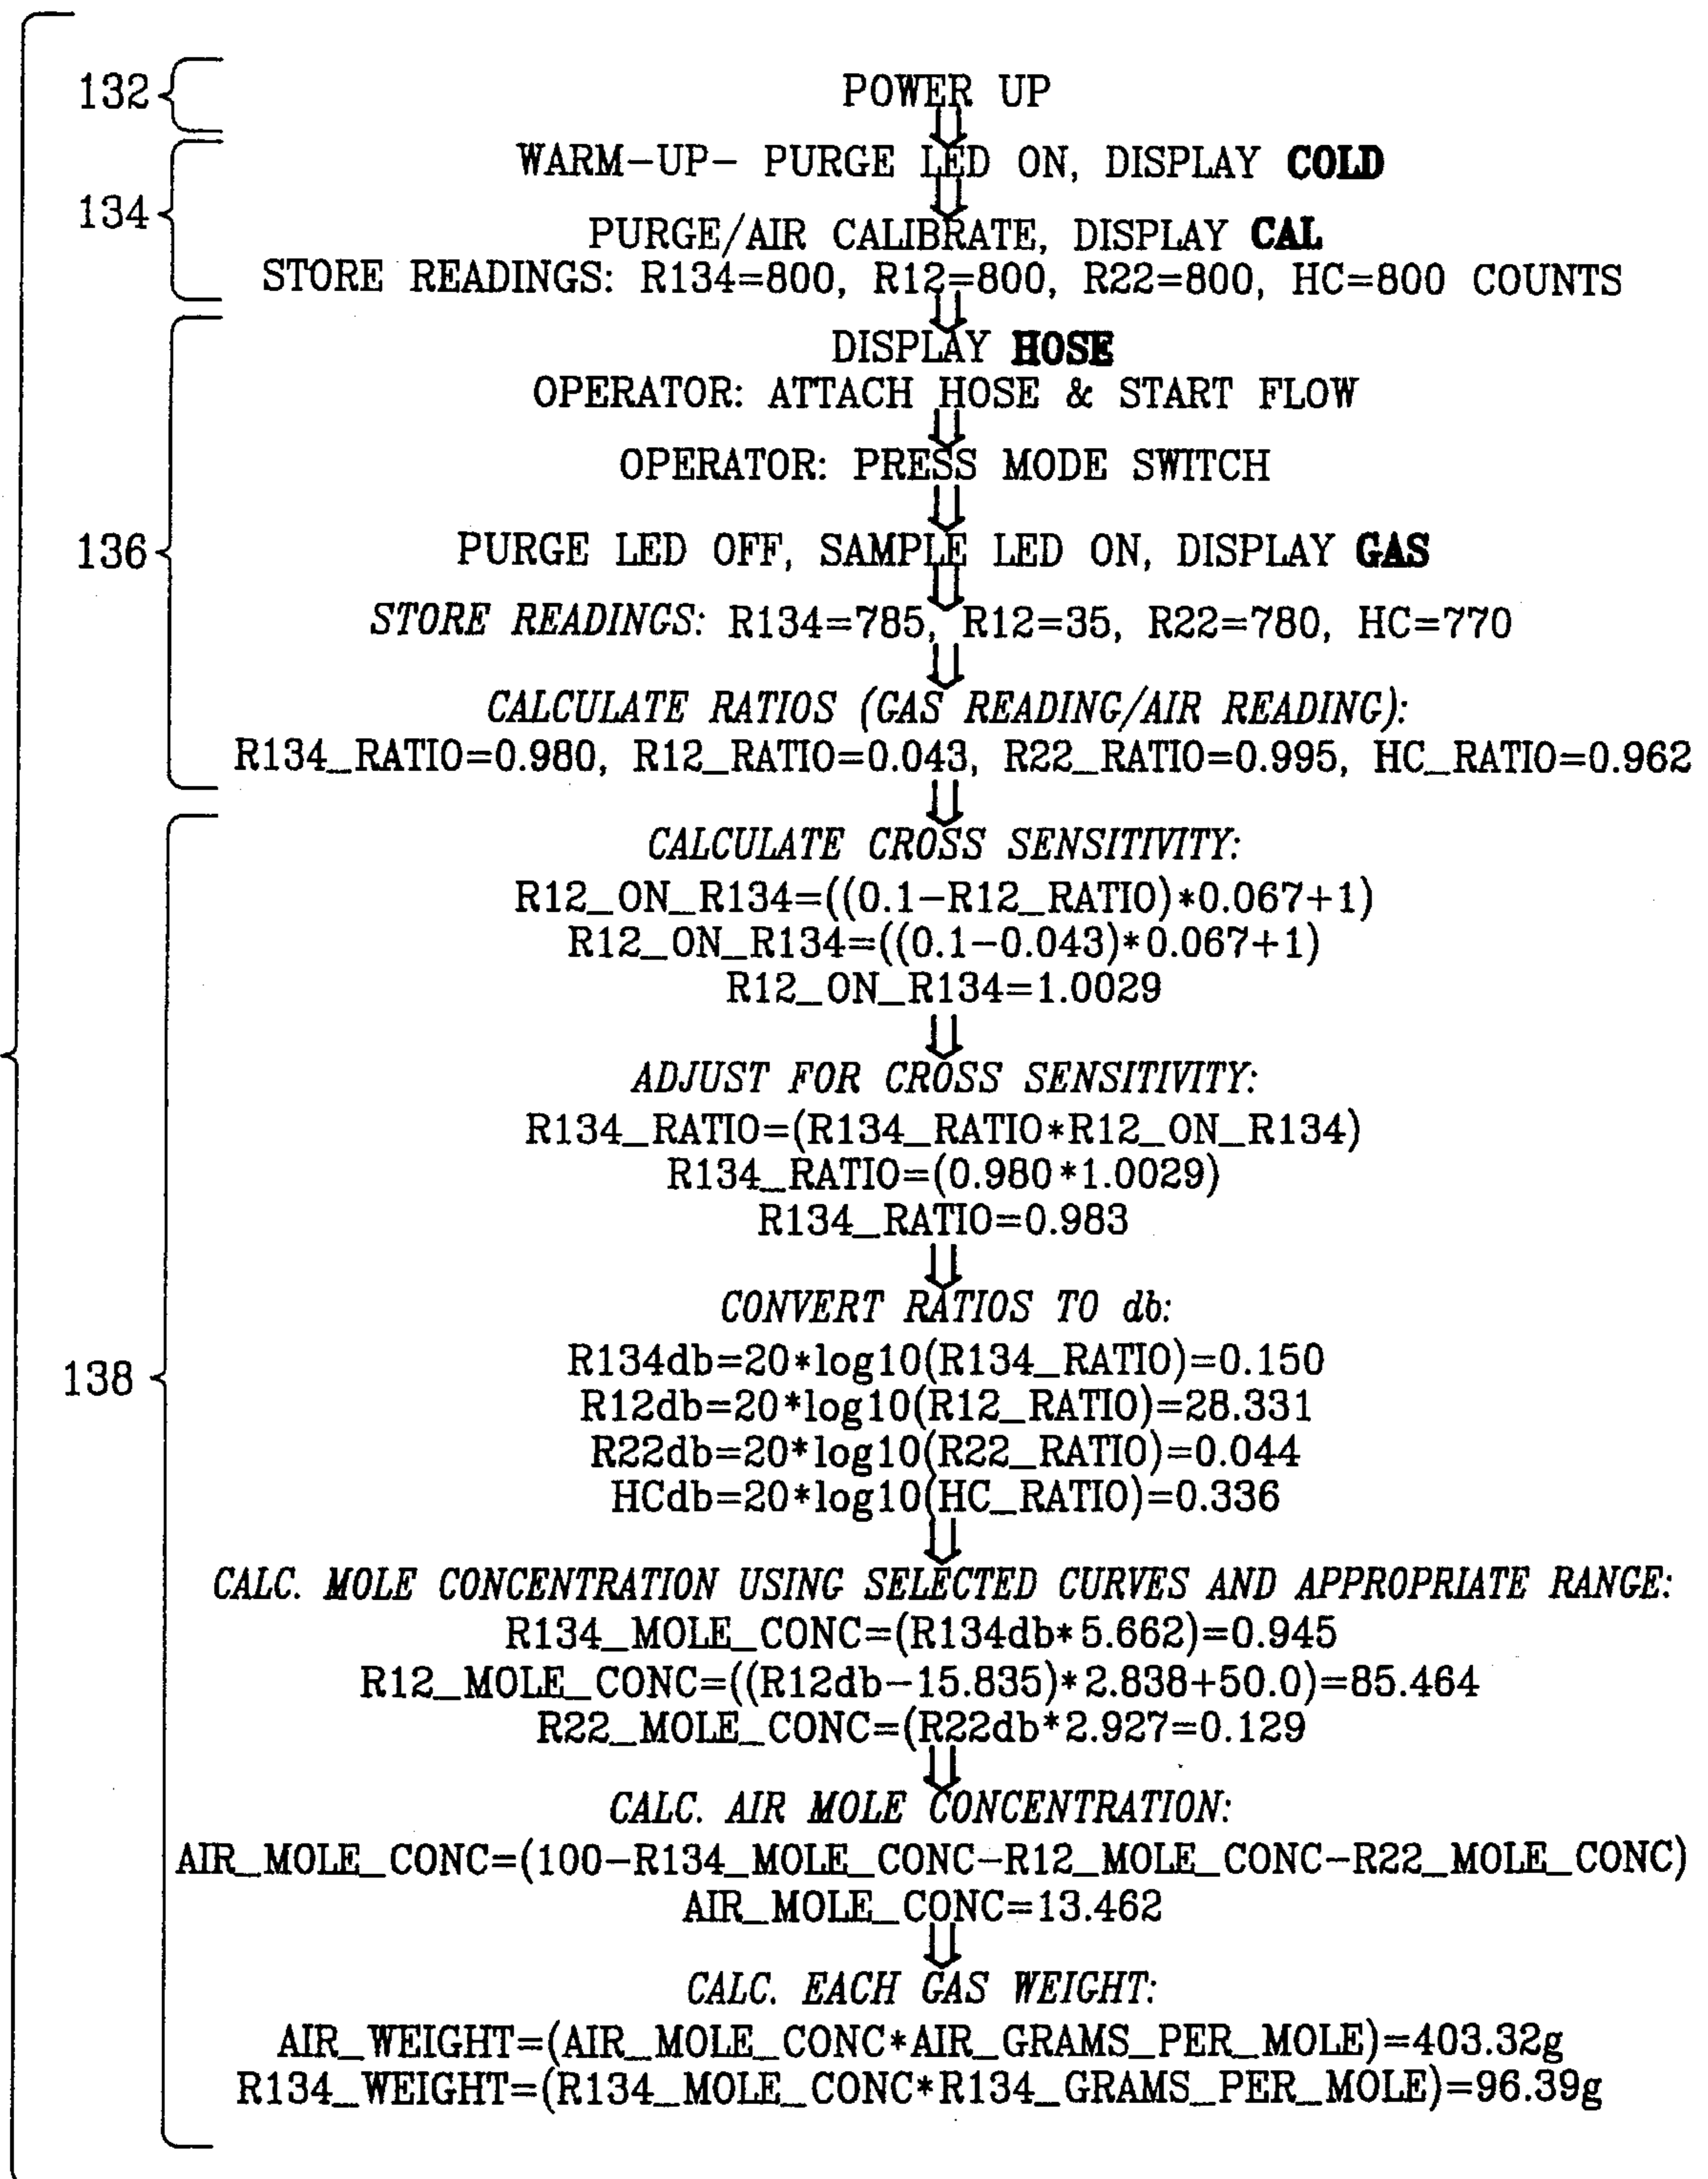 132
POWER UP
WARM-UP- PURGE LED ON, DISPLAY COLD
134
PURGE/AIR CALIBRATE, DISPLAY CAL
STORE READINGS: R134=800, R12=800, R22=800, HC=800 COUNTS
DISPLAY HOSE
OPERATOR: ATTACH HOSE & START FLOW
OPERATOR: PRESS MODE SWITCH
136
PURGE LED OFF, SAMPLE LED ON, DISPLAY GAS
STORE READINGS: R134=785, R12=35, R22=780, HC=770
CALCULATE RATIOS (GAS READING/AIR READING):
R134_RATIO=0.980, R12_RATIO=0.043, R22_RATIO=0.995, HC_RATIO=0.962
CALCULATE CROSS SENSITIVITY:
R12_ON_R134=((0.1-R12_RATIO)*0.067+1)
R12_ON_R134=((0.1-0.043)*0.067+1)
R12_ON_R134=1.0029
ADJUST FOR CROSS SENSITIVITY:
R134_RATIO=(R134_RATIO*R12_ON_R134)
R134_RATIO=(0.980*1.0029)
R134_RATIO=0.983
CONVERT RATIOS TO db:
R134db=20*log10(R134_RATIO)=0.150
138
R12db=20*log10(R12_RATIO)=28.331
R22db=20*log10(R22_RATIO)=0.044
HCdb=20*log10(HC_RATIO)=0.336
CALC. MOLE CONCENTRATION USING SELECTED CURVES AND APPROPRIATE RANGE:
R134_MOLE_CONC=(R134db*5.662)=0.945
R12_MOLE_CONC=((R12db-15.835)*2.838+50.0)=85.464
R22_MOLE_CONC=(R22db*2.927=0.129
CALC. AIR MOLE CONCENTRATION:
AIR_MOLE_CONC=(100-R134_MOLE_CONC-R12_MOLE_CONC-R22_MOLE_CONC)
AIR_MOLE_CONC=13.462
CALC. EACH GAS WEIGHT:
AIR_WEIGHT=(AIR_MOLE_CONC*AIR_GRAMS_PER_MOLE)=403.32g
R134_WEIGHT=(R134_MOLE_CONC*R134_GRAMS_PER_MOLE)=96.39g